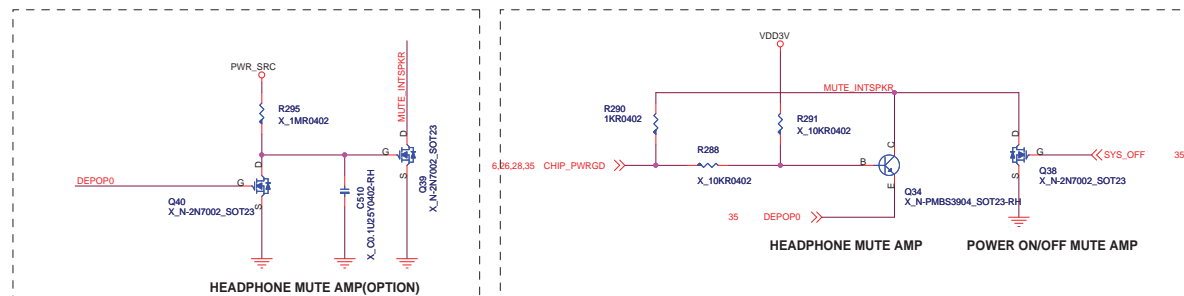 PWR_SRC
R295
X_1MR0402
MUTE_INTSPKR
D
G
S
Q39
X_N-2N7002_SOT23
DEPOP0
D
G
S
Q40
X_N-2N7002_SOT23
C510
X_C0.1U25Y0402-RH
HEADPHONE MUTE AMP(OPTION)
VDD3V
MUTE_INTSPKR
R290
1KR0402
R291
X_10KR0402
R288
X_10KR0402
6,26,28,35 CHIP_PWRGD
B
C
E
Q34
X_N-PMBS3904_SOT23-RH
35 DEPOP0
D
G
S
SYS_OFF 35
Q38
X_N-2N7002_SOT23
HEADPHONE MUTE AMP
POWER ON/OFF MUTE AMP